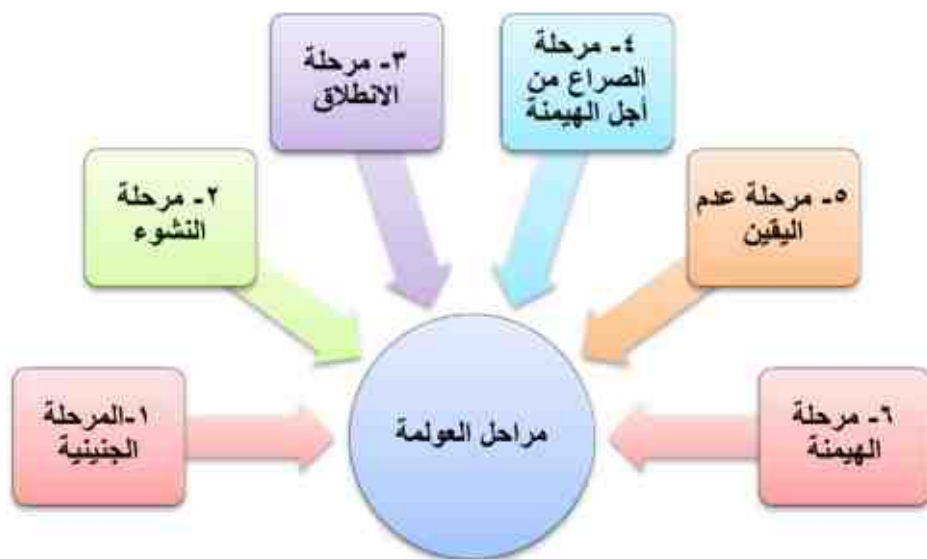 ١-المرحلة
الجنينية
٢- مرحلة
النشوء
٣- مرحلة
الانطلاق
٤- مرحلة
الصراع من
أجل الهيمنة
٥- مرحلة عدم
اليقين
٦- مرحلة
الهيمنة
مراحل العولمة